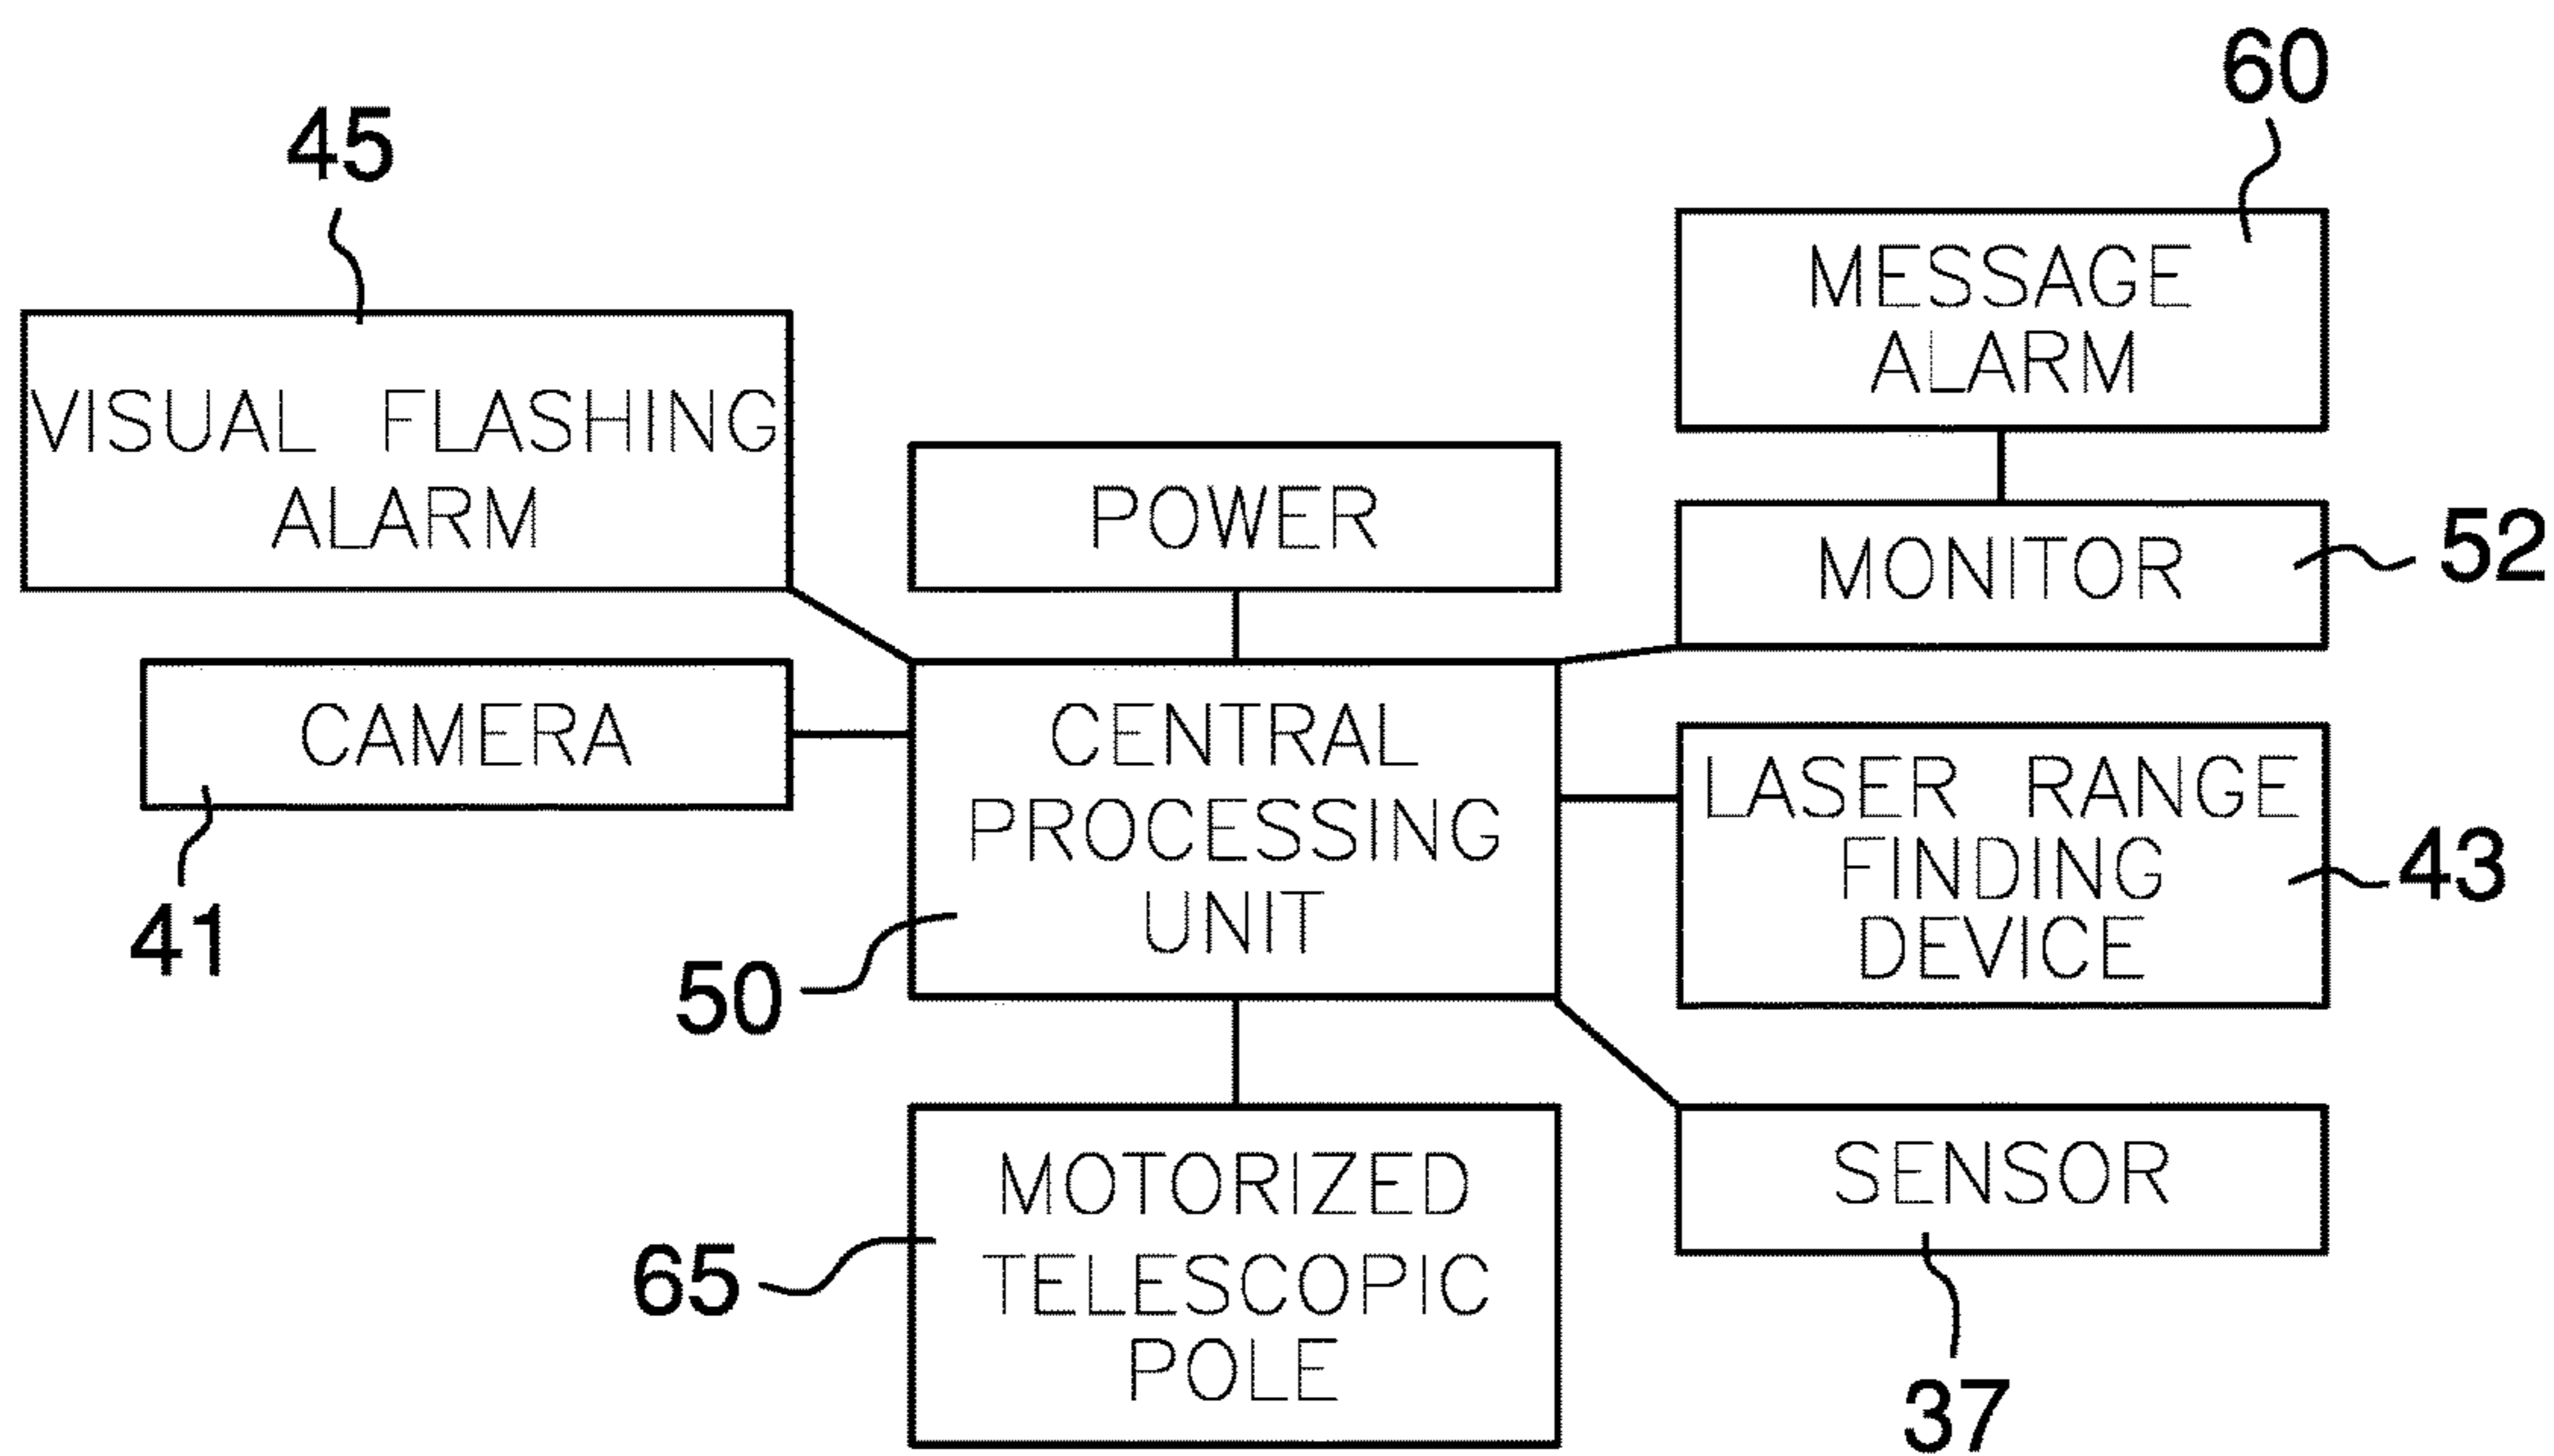 60
45
MESSAGE
ALARM
VISUAL FLASHING
ALARM
POWER
MONITOR
52
CAMERA
41
CENTRAL
PROCESSING
UNIT
50
LASER RANGE
FINDING
DEVICE
43
MOTORIZED
TELESCOPIC
POLE
65
SENSOR
37